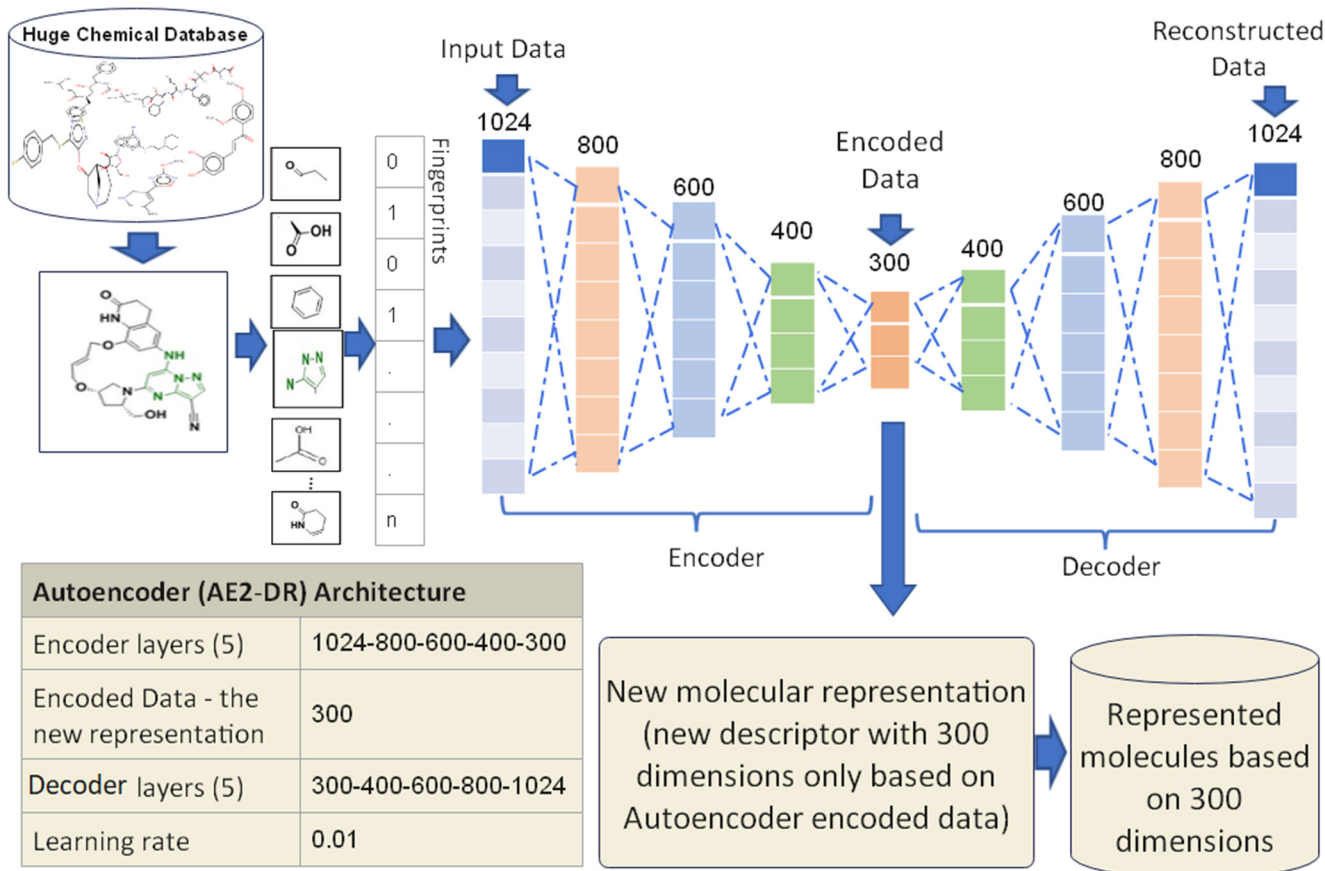 Huge Chemical Database
Input Data
1024
800
600
400
Encoded
Data
300
400
600
800
Reconstructed
Data
1024
Fingerprints
0
1
0
1
.
.
.
n
O
OH
O
N-N
N
OH
O
...
O
HN
O
HN
O
NH
O
N
N
N
N
N
OH
N
Encoder
Decoder
Autoencoder (AE2-DR) Architecture
Encoder layers (5)
1024-800-600-400-300
Encoded Data - the
new representation
300
Decoder layers (5)
300-400-600-800-1024
Learning rate
0.01
New molecular representation
(new descriptor with 300
dimensions only based on
Autoencoder encoded data)
Represented
molecules based
on 300
dimensions